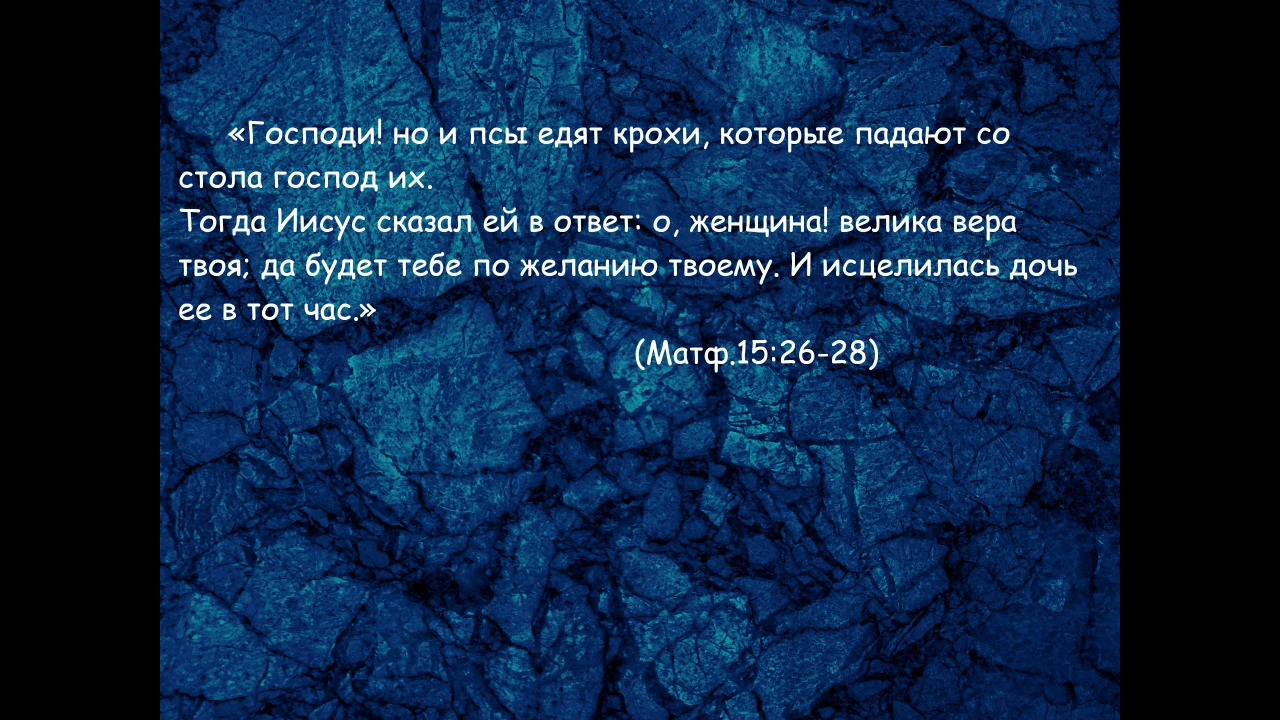 «Господи! но и псы едят крохи, которые падают со
стола господ их.
Тогда Иисус сказал ей в ответ: о, женщина! велика вера
твоя; да будет тебе по желанию твоему. И исцелилась дочь
ее в тот час.»
(Матф.15:26-28)